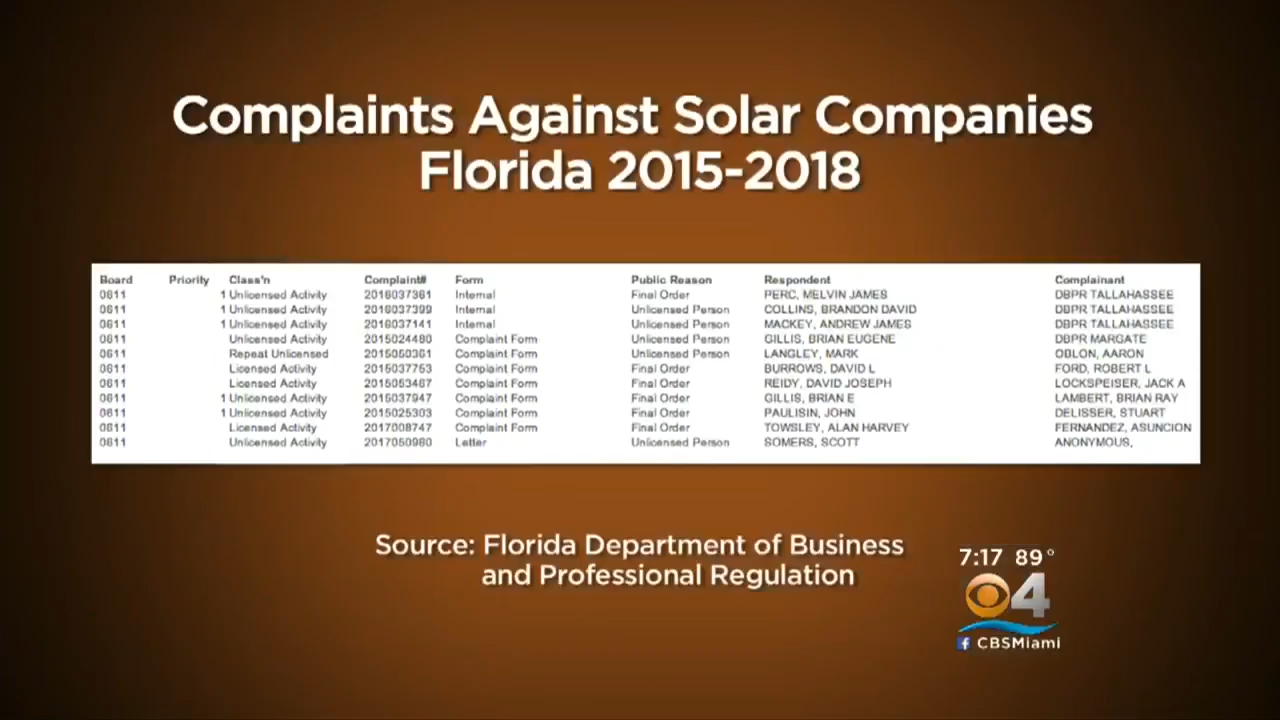 Complaints Against Solar Companies
Florida 2015-2018
Board Priority Class'n Complaint# Form Public Reason Respondent Complainant
0611 1 Unlicensed Activity 2016037361 Internal Final Order PERC, MELVIN JAMES DBPR TALLAHASSEE
0611 1 Unlicensed Activity 2016037399 Internal Unlicensed Person COLLINS, BRANDON DAVID DBPR TALLAHASSEE
0611 1 Unlicensed Activity 2016037141 Internal Unlicensed Person MACKEY, ANDREW JAMES DBPR TALLAHASSEE
0611 Unlicensed Activity 2015024480 Complaint Form Unlicensed Person GILLIS, BRIAN EUGENE DBPR MARGATE
0611 Repeat Unlicensed 2015050361 Complaint Form Unlicensed Person LANGLEY, MARK OBLON, AARON
0611 Licensed Activity 2015037753 Complaint Form Final Order BURROWS, DAVID L FORD, ROBERT L
0611 Licensed Activity 2015053467 Complaint Form Final Order REIDY, DAVID JOSEPH LOCKSPEISER, JACK A
0611 1 Unlicensed Activity 2015037947 Complaint Form Final Order GILLIS, BRIAN E LAMBERT, BRIAN RAY
0611 1 Unlicensed Activity 2015025303 Complaint Form Final Order PAULISIN, JOHN DELISSER, STUART
0611 Licensed Activity 2017008747 Complaint Form Final Order TOWSLEY, ALAN HARVEY FERNANDEZ, ASUNCION
0611 Unlicensed Activity 2017050980 Letter Unlicensed Person SOMERS, SCOTT ANONYMOUS,
Source: Florida Department of Business
and Professional Regulation
7:17 89°
4
f CBSMiami